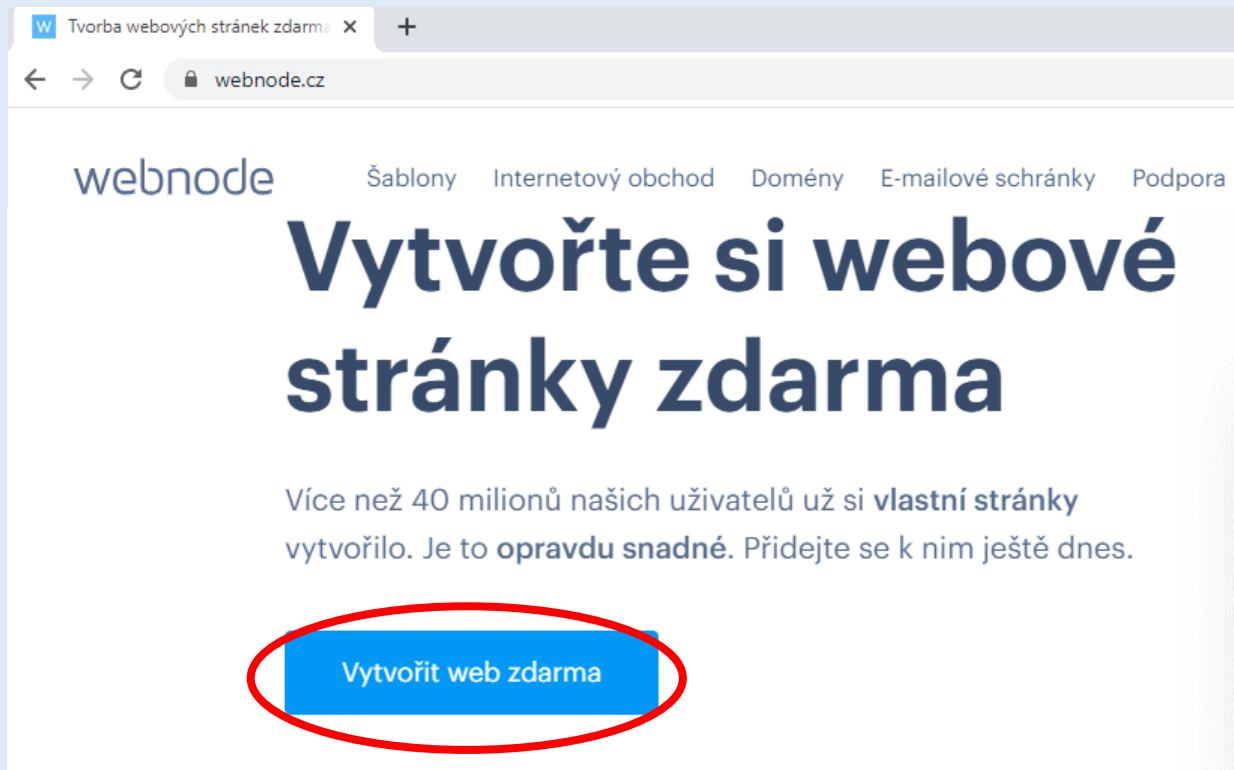 W Tvorba webových stránek zdarma
webnode.cz
webnode Šablony Internetový obchod Domény E-mailové schránky Podpora
Vytvořte si webové
stránky zdarma
Více než 40 milionů našich uživatelů už si vlastní stránky
vytvořilo. Je to opravdu snadné. Přidejte se k nim ještě dnes.
Vytvořit web zdarma